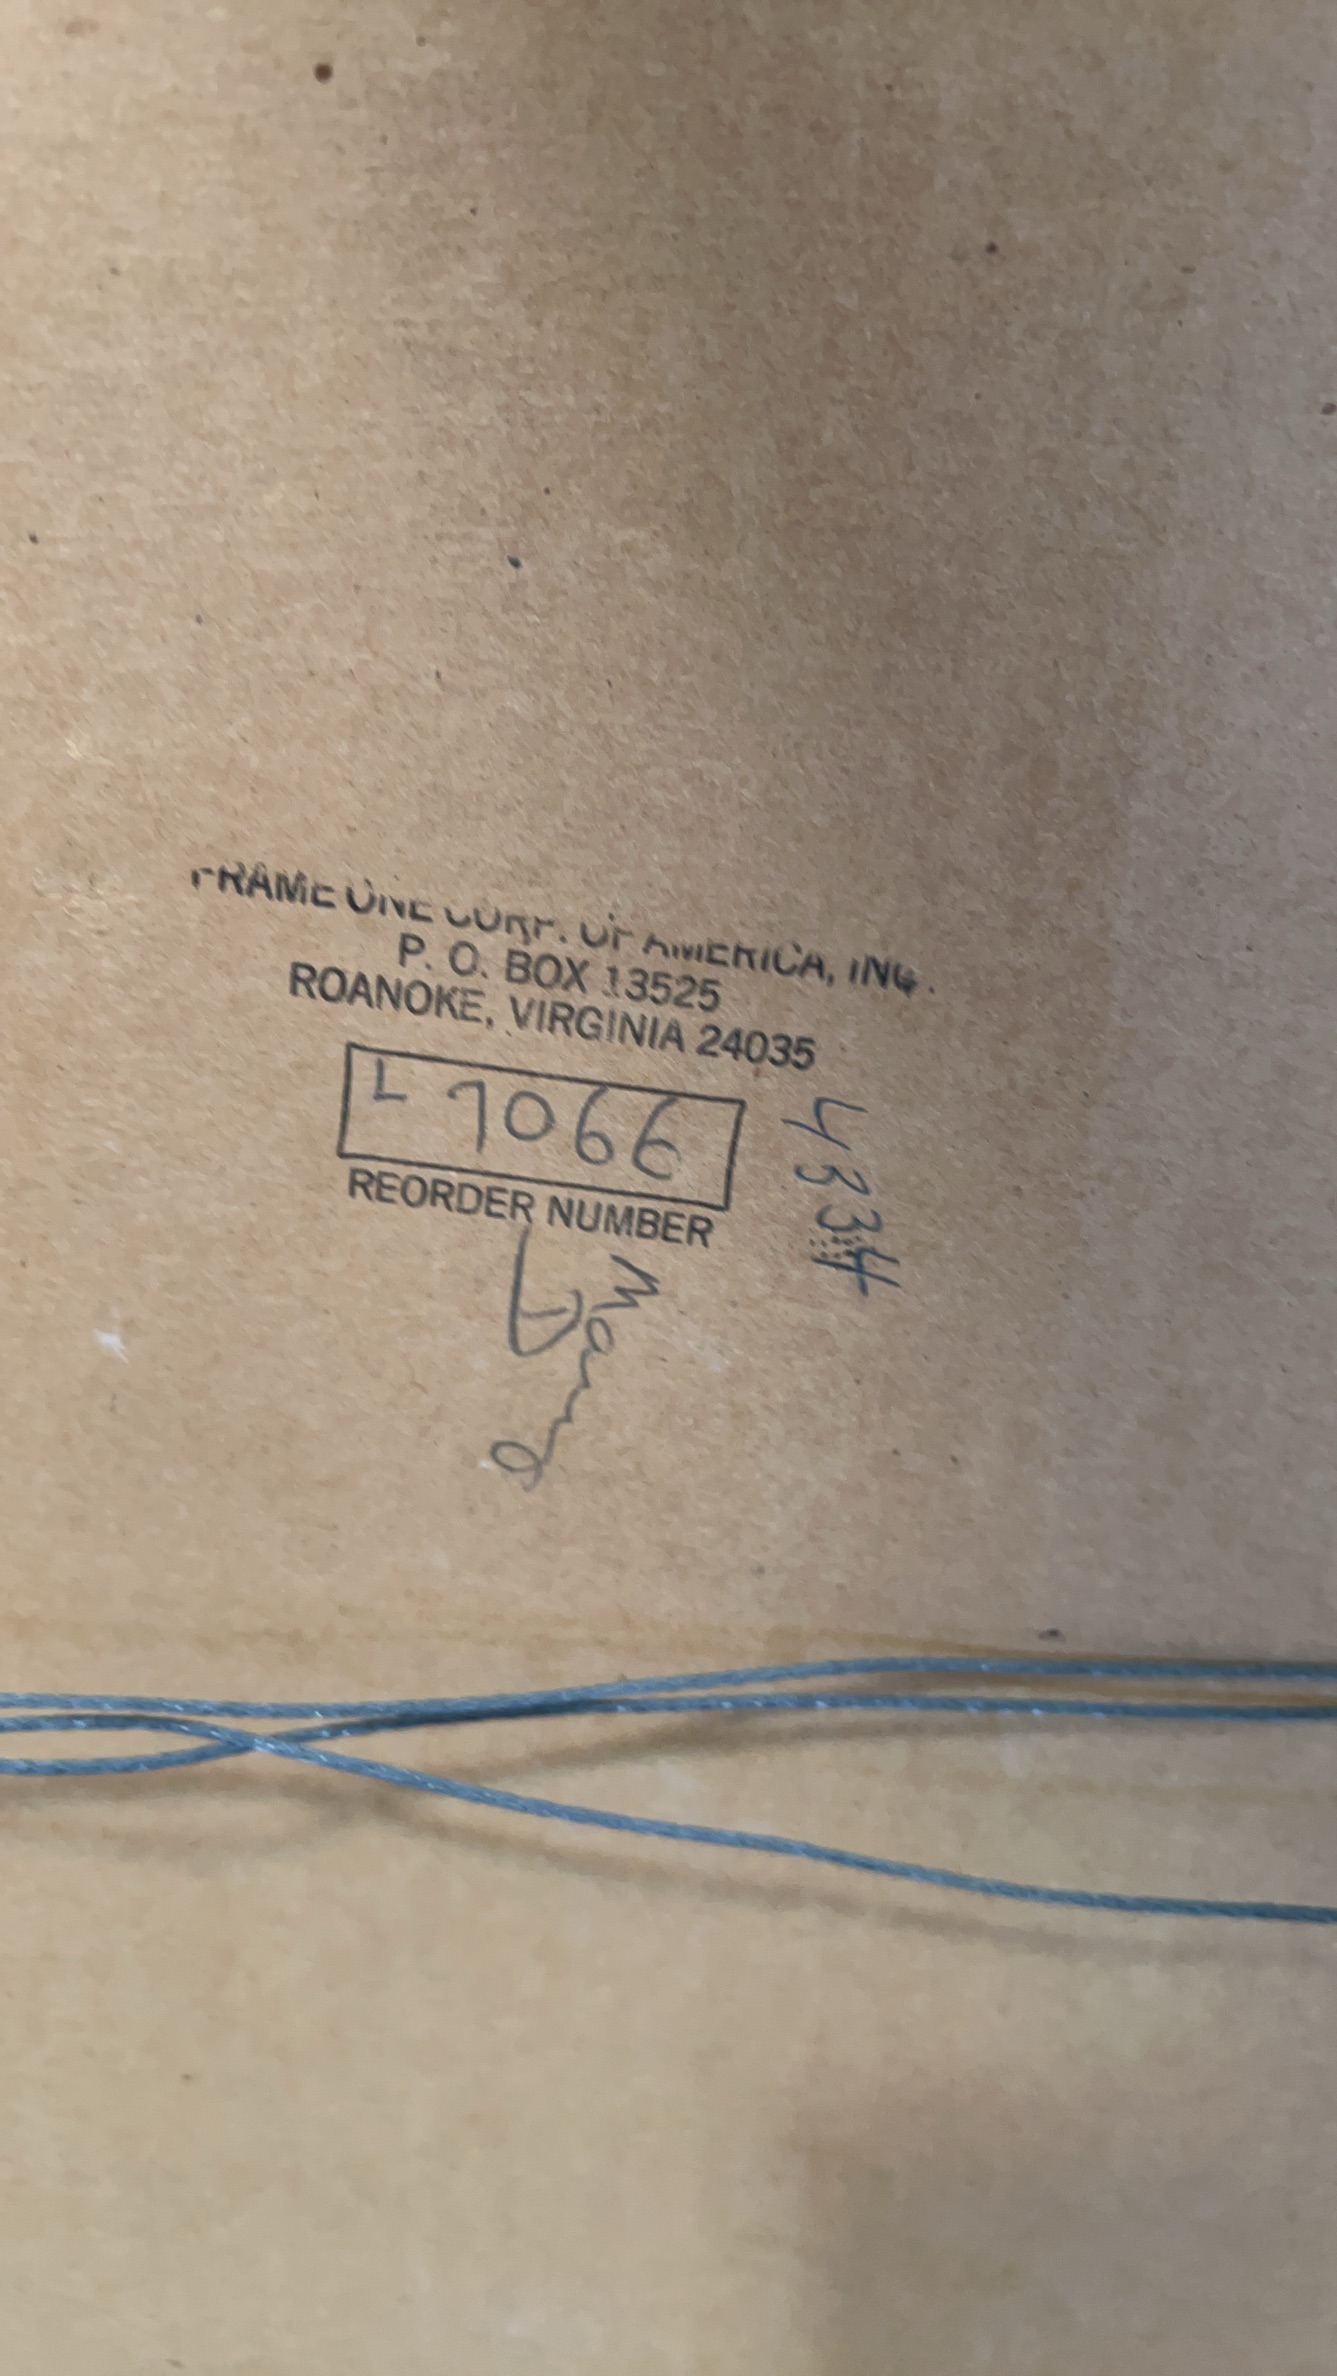 FRAME ONE CORP. OF AMERICA, INC.
P. O. BOX 13525
ROANOKE, VIRGINIA 24035
L 7066
REORDER NUMBER
4334